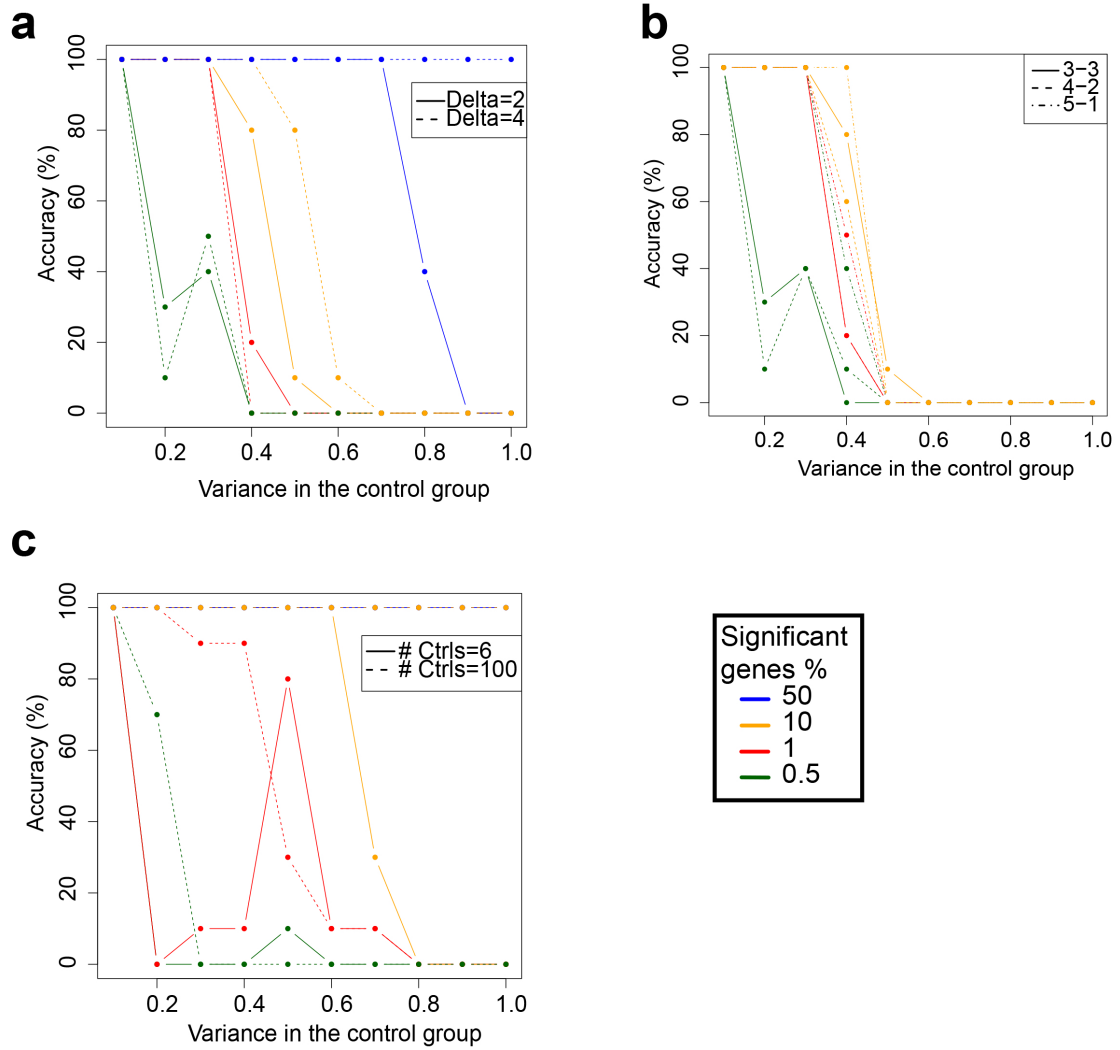 a
100
80
60
40
20
0
Accuracy (%)
Delta=2
Delta=4
0.2
0.4
0.6
0.8
1.0
Variance in the control group
b
100
80
60
40
20
0
Accuracy (%)
3−3
4−2
5−1
0.2
0.4
0.6
0.8
1.0
Variance in the control group
c
100
80
60
40
20
0
Accuracy (%)
# Ctrls=6
# Ctrls=100
0.2
0.4
0.6
0.8
1.0
Variance in the control group
Significant
genes %
50
10
1
0.5